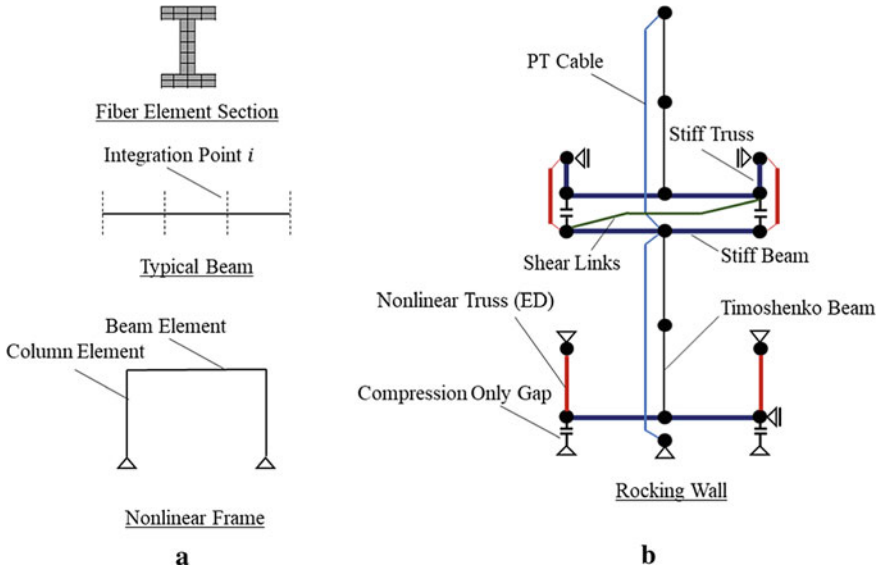 Fiber Element Section
Integration Point i
Typical Beam
Beam Element
Column Element
Nonlinear Frame
a
PT Cable
Stiff Truss
Shear Links
Stiff Beam
Nonlinear Truss (ED)
Timoshenko Beam
Compression Only Gap
Rocking Wall
b